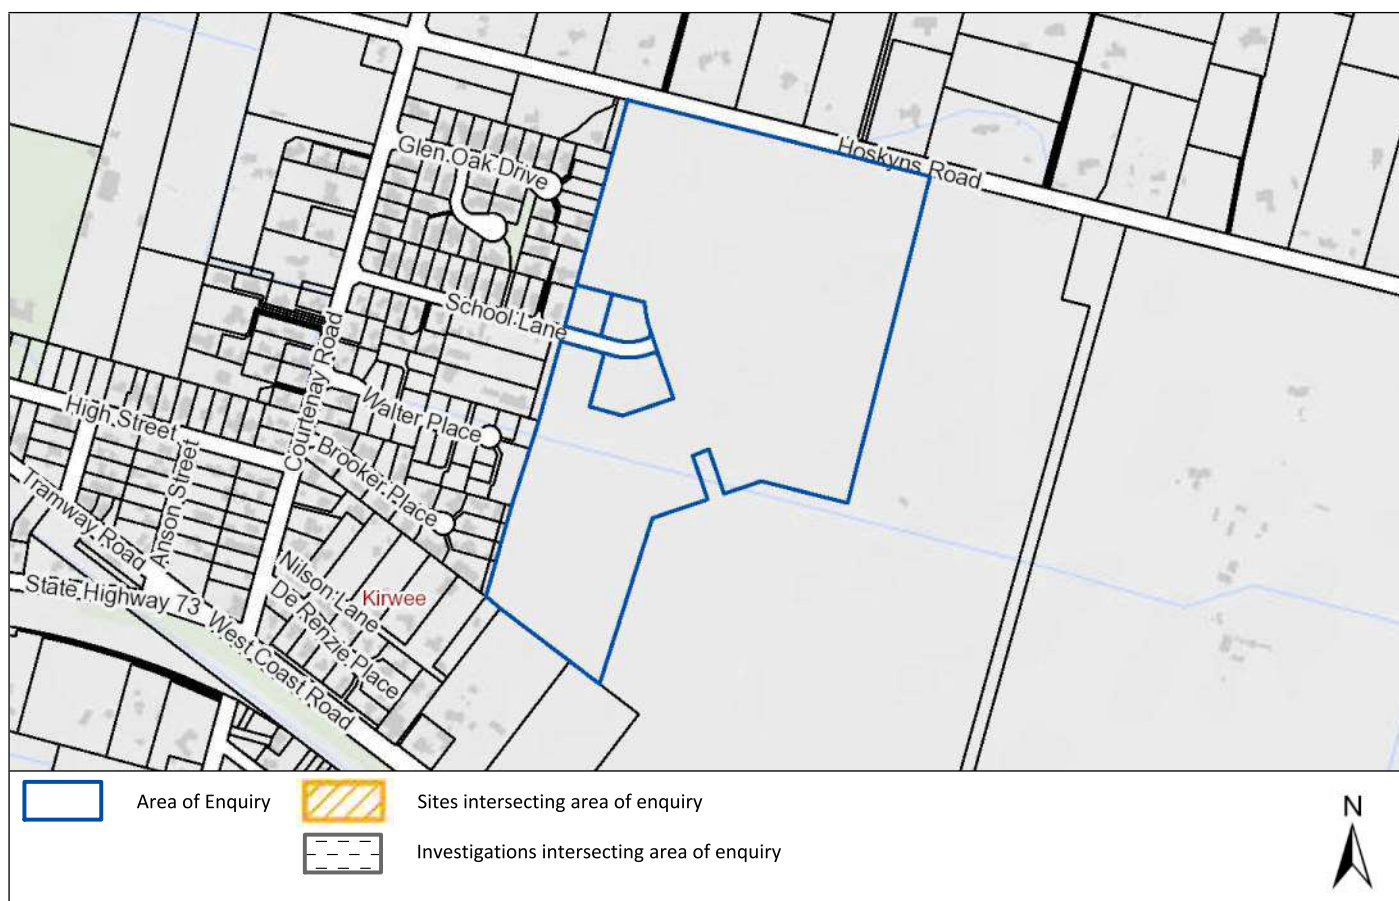 Hoskyns Road
Glen Oak Drive
School Lane
Courtenay Road
Walter Place
High Street
Brooker Place
Anson Street
Tramway Road
Nilson Lane
Kirwee
De Renzie Place
State Highway 73
West Coast Road
Area of Enquiry
Sites intersecting area of enquiry
N
Investigations intersecting area of enquiry